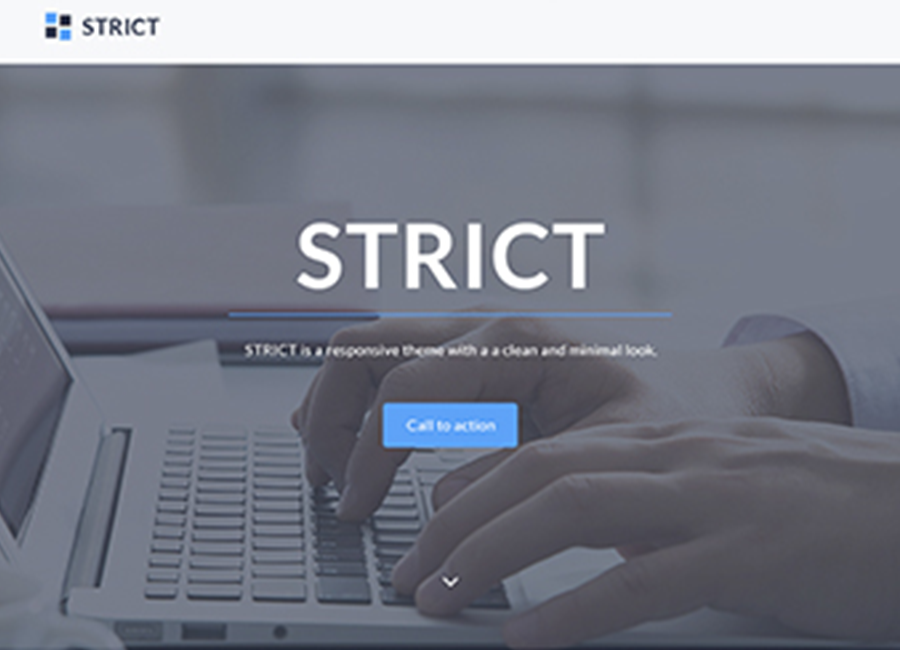 STRICT
STRICT
STRICT is a responsive theme with a a clean and minimal look.
Call to action